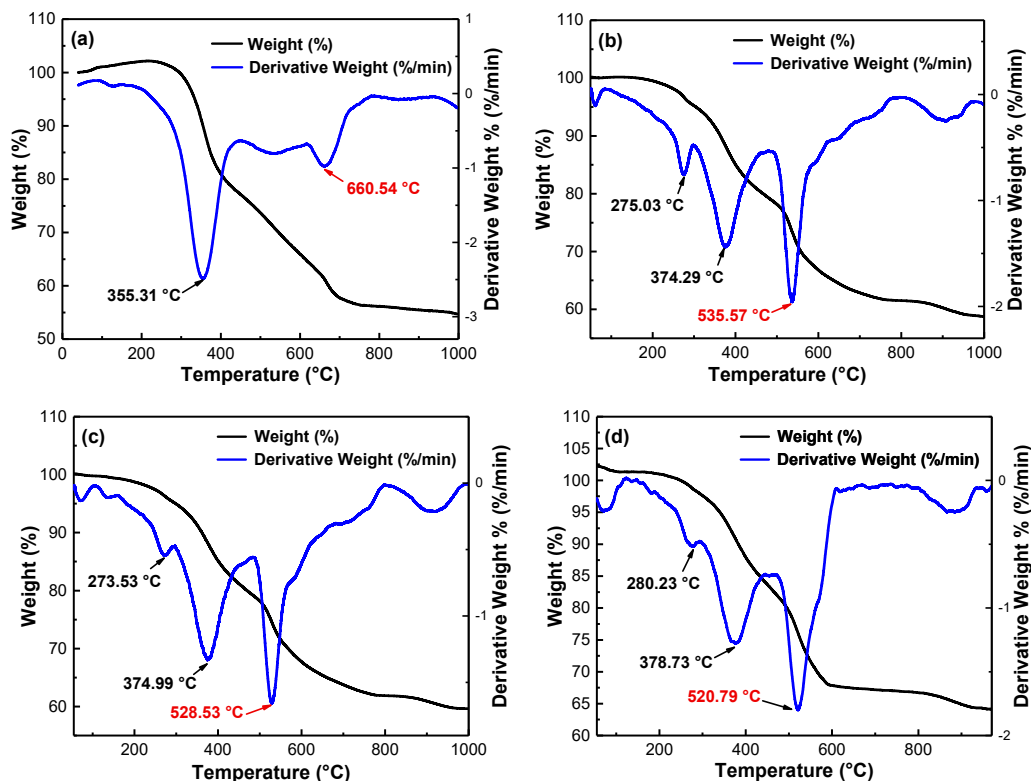 (a)
Weight (%)
Derivative Weight (%/min)
110
100
90
80
70
60
50
Weight (%)
1
0
-1
-2
-3
Derivative Weight % (%/min)
660.54 °C
355.31 °C
0 200 400 600 800 1000
Temperature (°C)
(b)
Weight (%)
Derivative Weight (%/min)
110
100
90
80
70
60
Weight (%)
0
-1
-2
Derivative Weight % (%/min)
275.03 °C
374.29 °C
535.57 °C
200 400 600 800 1000
Temperature (°C)
(c)
Weight (%)
Derivative Weight (%/min)
110
100
90
80
70
60
Weight (%)
0
-1
Derivative Weight % (%/min)
273.53 °C
374.99 °C
528.53 °C
200 400 600 800 1000
Temperature (°C)
(d)
Weight (%)
Derivative Weight (%/min)
110
105
100
95
90
85
80
75
70
65
60
Weight (%)
0
-1
-2
Derivative Weight % (%/min)
280.23 °C
378.73 °C
520.79 °C
200 400 600 800
Temperature (°C)